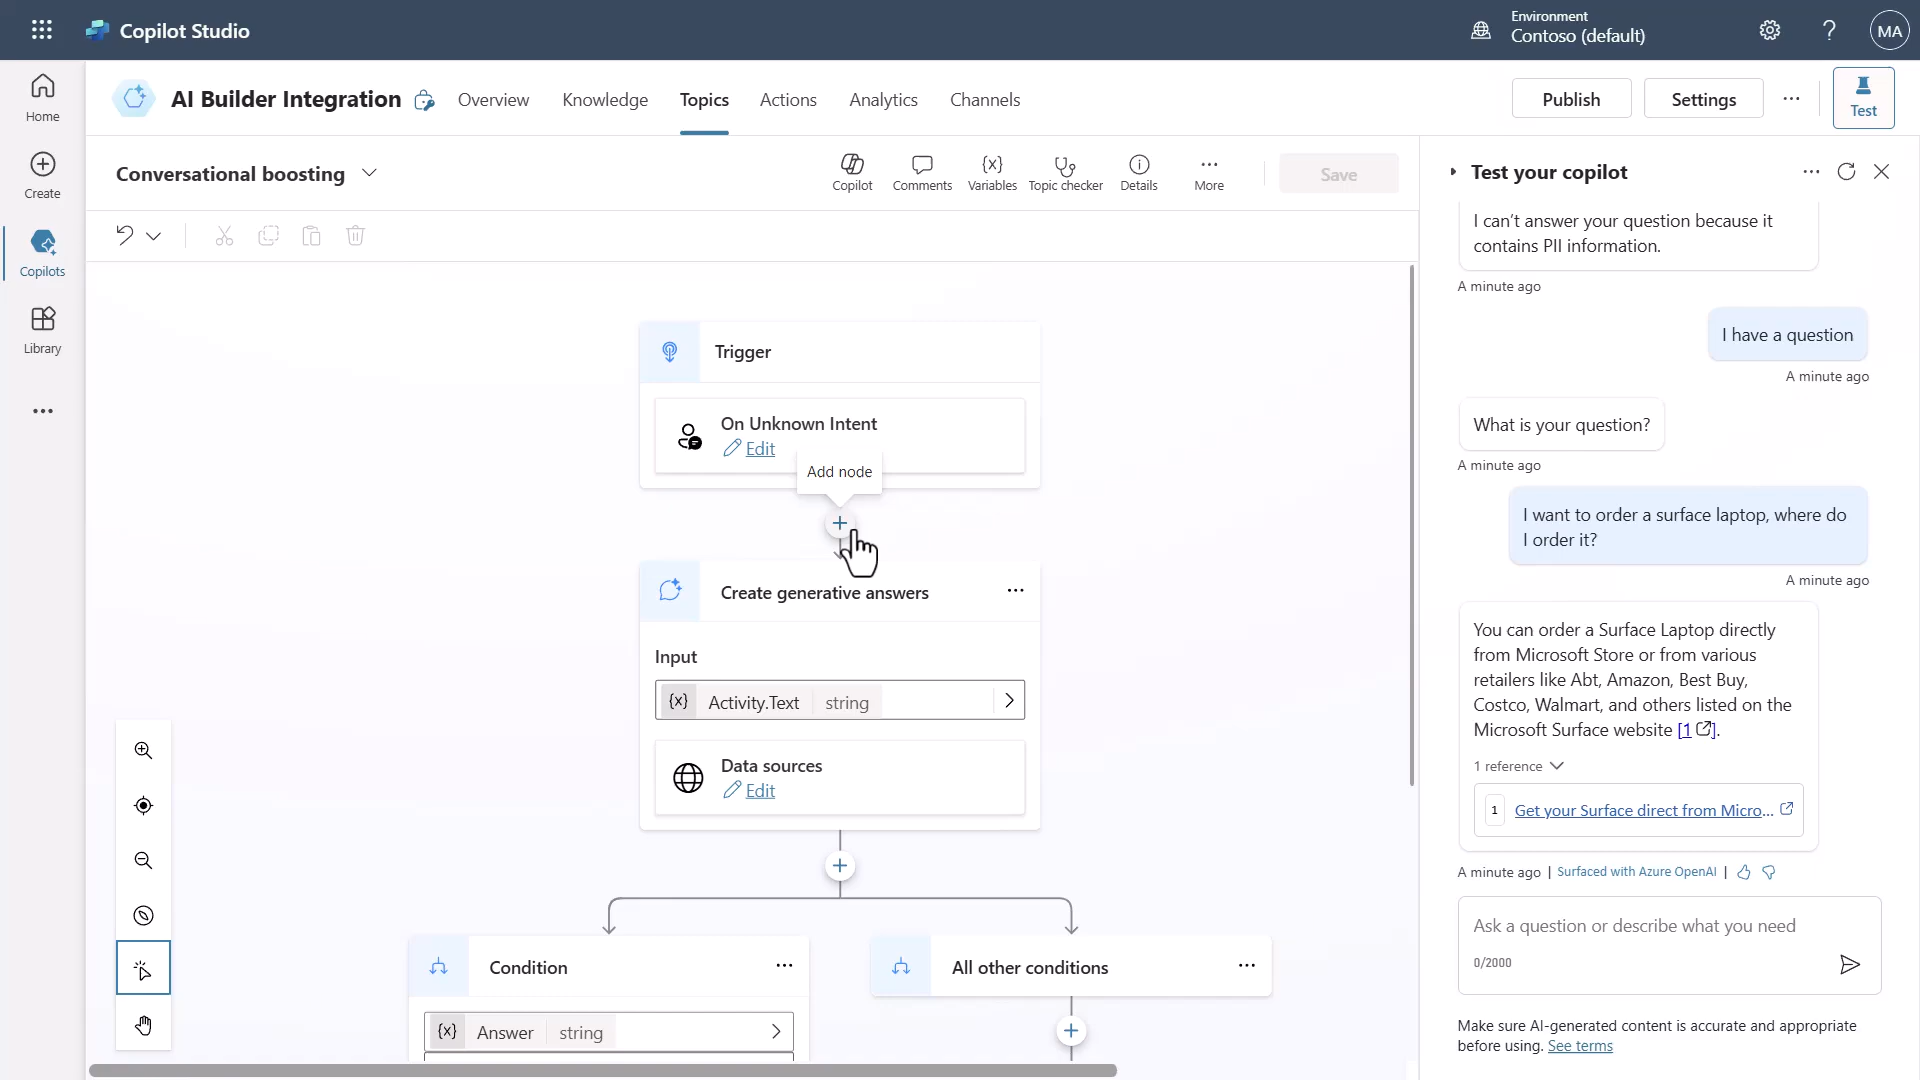 Copilot Studio
Environment
Contoso (default)
MA
Home
Create
Copilots
Library
AI Builder Integration
Overview
Knowledge
Topics
Actions
Analytics
Channels
Publish
Settings
Test
Conversational boosting
Copilot
Comments
Variables
Topic checker
Details
More
Save
Trigger
On Unknown Intent
Edit
Add node
Create generative answers
Input
{x} Activity.Text string
Data sources
Edit
Condition
{x} Answer string
All other conditions
Test your copilot
I can't answer your question because it
contains PII information.
A minute ago
I have a question
A minute ago
What is your question?
A minute ago
I want to order a surface laptop, where do
I order it?
A minute ago
You can order a Surface Laptop directly
from Microsoft Store or from various
retailers like Abt, Amazon, Best Buy,
Costco, Walmart, and others listed on the
Microsoft Surface website [1].
1 reference
1 Get your Surface direct from Micro...
A minute ago | Surfaced with Azure OpenAI |
Ask a question or describe what you need
0/2000
Make sure AI-generated content is accurate and appropriate
before using. See terms